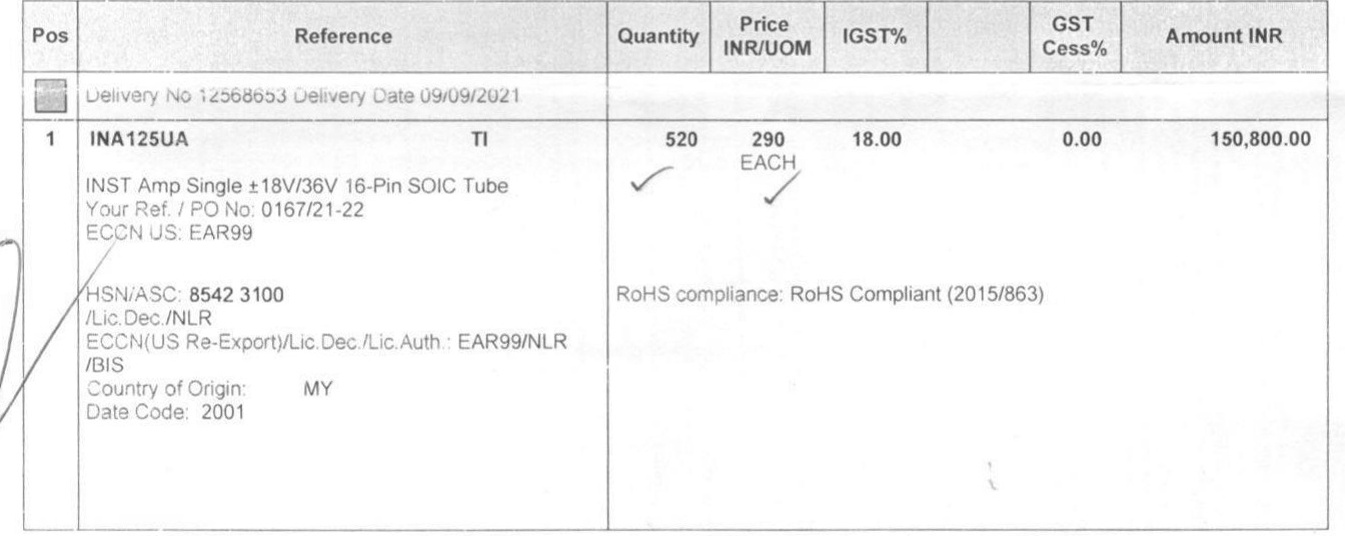 Pos Reference Quantity Price INR/UOM IGST% GST Cess% Amount INR
Delivery No 12568653 Delivery Date 09/09/2021
1 INA125UA TI 520 290 18.00 0.00 150,800.00
EACH
INST Amp Single ±18V/36V 16-Pin SOIC Tube
Your Ref. / PO No: 0167/21-22
ECCN US: EAR99
HSN/ASC: 8542 3100 RoHS compliance: RoHS Compliant (2015/863)
/Lic.Dec./NLR
ECCN(US Re-Export)/Lic.Dec./Lic.Auth.: EAR99/NLR
/BIS
Country of Origin: MY
Date Code: 2001